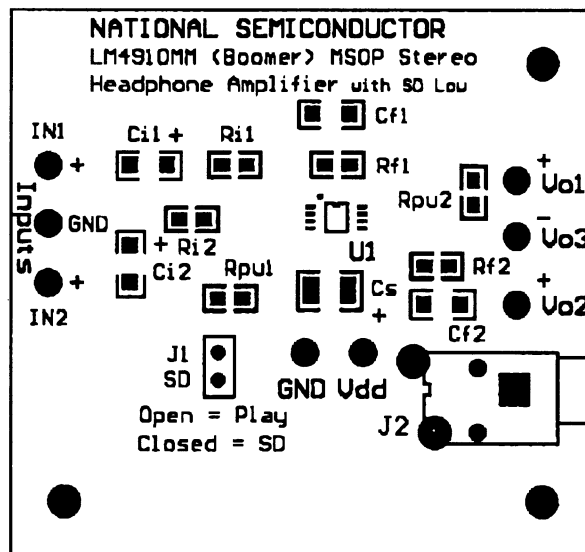 NATIONAL SEMICONDUCTOR
LM4910MM (Boomer) MSOP Stereo
Headphone Amplifier with SD Low
Cf1
IN1
Ci1 +
Ri1
Rf1
+
+
Vo1
Rpu2
Inputs
GND
Ri2
U1
-
Vo3
+
Ci2
Rpu1
Rf2
+
Cs
+
+
Vo2
IN2
Cf2
J1
SD
GND Vdd
Open = Play
Closed = SD
J2